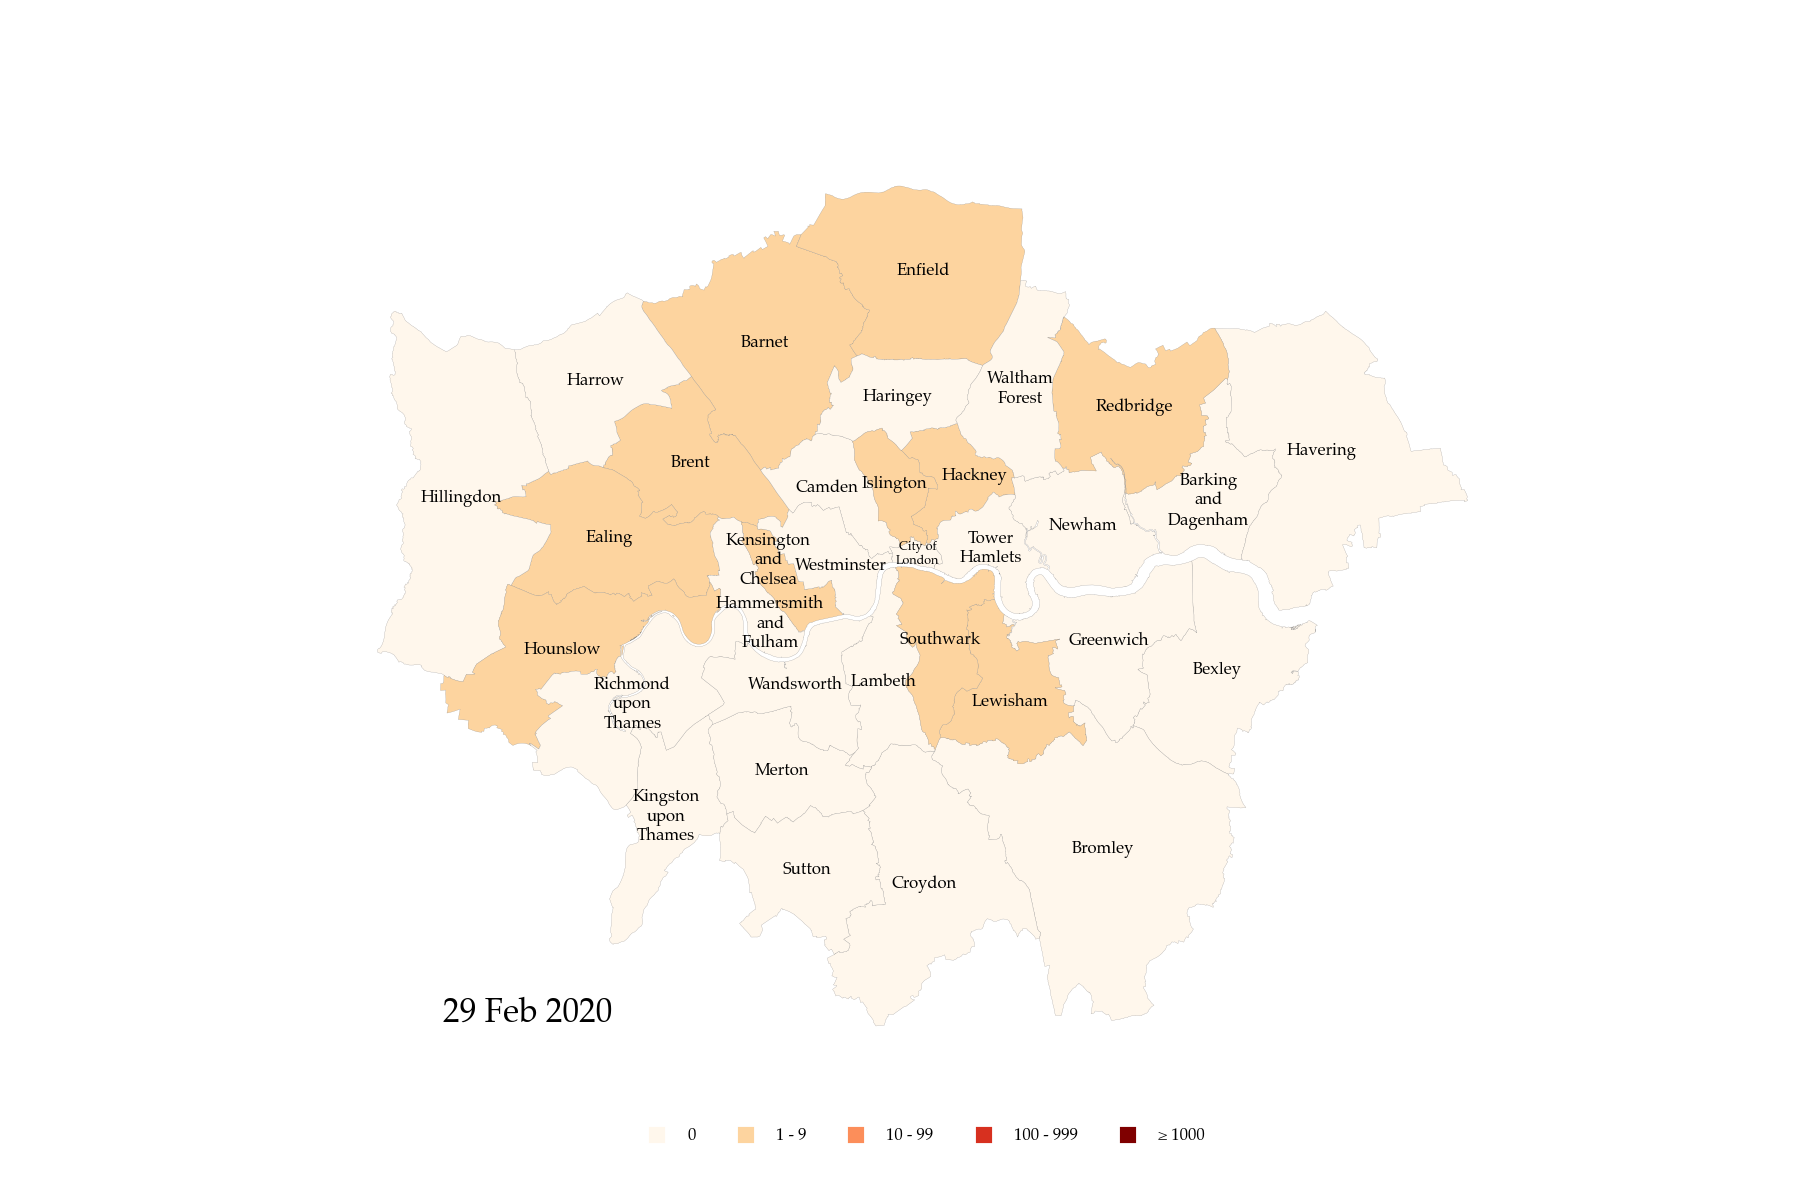 Enfield
Barnet
Harrow
Haringey
Waltham
Forest
Redbridge
Havering
Brent
Hillingdon
Camden
Islington
Hackney
Barking
and
Dagenham
Ealing
Kensington
and
Chelsea
Westminster
City of
London
Tower
Hamlets
Newham
Hammersmith
and
Fulham
Hounslow
Southwark
Greenwich
Bexley
Richmond
upon
Thames
Wandsworth
Lambeth
Lewisham
Merton
Kingston
upon
Thames
Sutton
Croydon
Bromley
29 Feb 2020
0 1 - 9 10 - 99 100 - 999 ≥ 1000